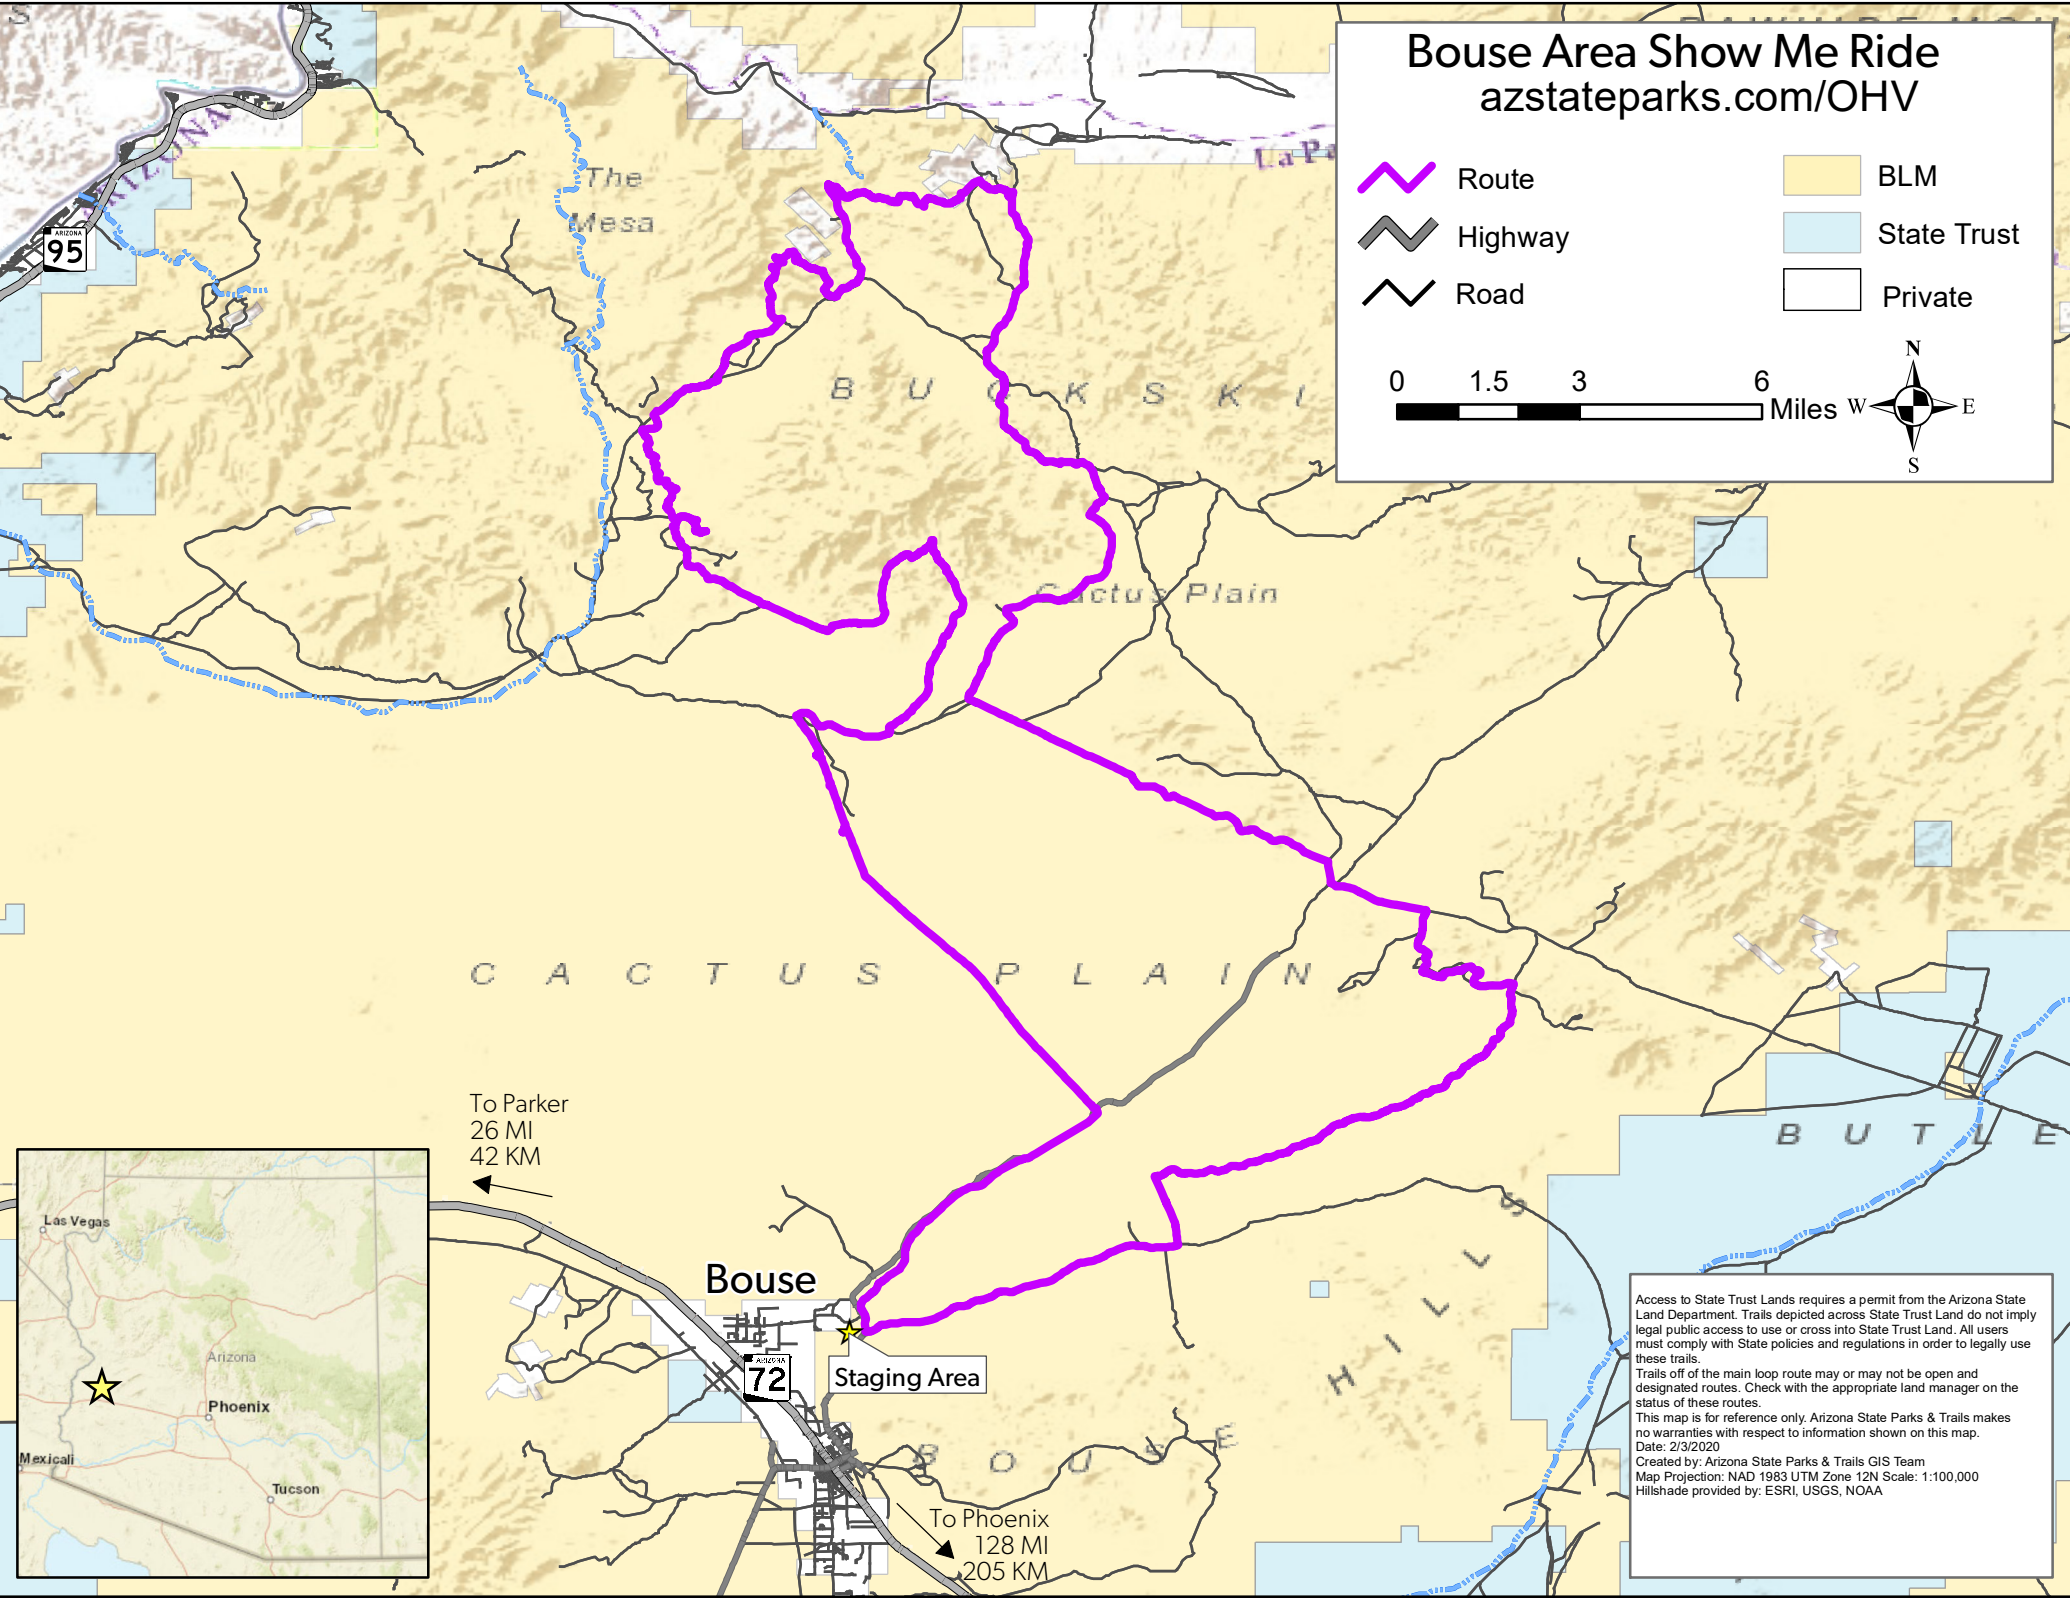 Bouse Area Show Me Ride
azstateparks.com/OHV
Route
Highway
Road
BLM
State Trust
Private
0 1.5 3 6
Miles
N
W E
S
ARIZONA
95
ARIZONA
The
Mesa
La Pa
B U C K S K I
Cactus Plain
C A C T U S P L A I N
B U T L E
To Parker
26 MI
42 KM
Bouse
ARIZONA
72
Staging Area
B O U S E
H I L L S
To Phoenix
128 MI
205 KM
Las Vegas
Arizona
Phoenix
Mexicali
Tucson
Access to State Trust Lands requires a permit from the Arizona State
Land Department. Trails depicted across State Trust Land do not imply
legal public access to use or cross into State Trust Land. All users
must comply with State policies and regulations in order to legally use
these trails.
Trails off of the main loop route may or may not be open and
designated routes. Check with the appropriate land manager on the
status of these routes.
This map is for reference only. Arizona State Parks & Trails makes
no warranties with respect to information shown on this map.
Date: 2/3/2020
Created by: Arizona State Parks & Trails GIS Team
Map Projection: NAD 1983 UTM Zone 12N Scale: 1:100,000
Hillshade provided by: ESRI, USGS, NOAA